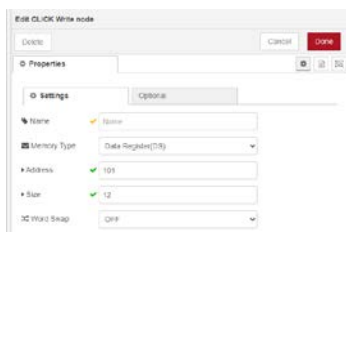 Edit CLICK Write node
Delete Cancel Done
Properties
Settings Optional
Name Name
Memory Type Data Register(DS)
Address 101
Size 12
Word Swap OFF